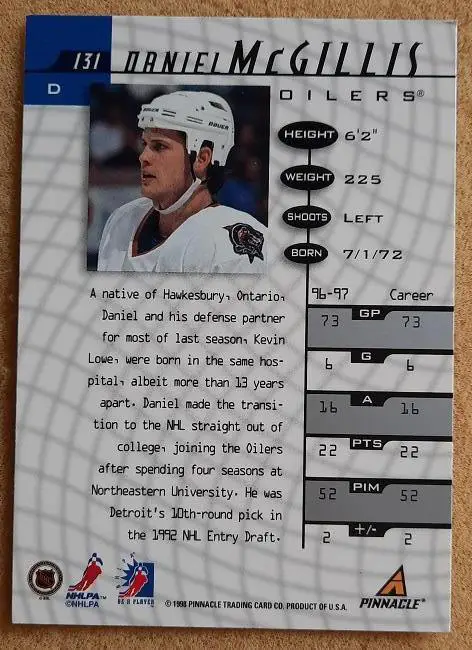 131 DANIEL McGILLIS
D
OILERS®
HEIGHT 6'2"
WEIGHT 225
SHOOTS LEFT
BORN 7/1/72
BAUER BAUER
A native of Hawkesbury, Ontario,
Daniel and his defense partner
for most of last season, Kevin
Lowe, were born in the same hos-
pital, albeit more than 13 years
apart. Daniel made the transi-
tion to the NHL straight out of
college, joining the Oilers
after spending four seasons at
Northeastern University. He was
Detroit's 10th-round pick in
the 1992 NHL Entry Draft.
96-97 Career
73 GP 73
6 G 6
16 A 16
22 PTS 22
52 PIM 52
2 +/- 2
NHLPA™
©NHLPA
BE A PLAYER
© 1998 PINNACLE TRADING CARD CO. PRODUCT OF U.S.A.
PINNACLE®